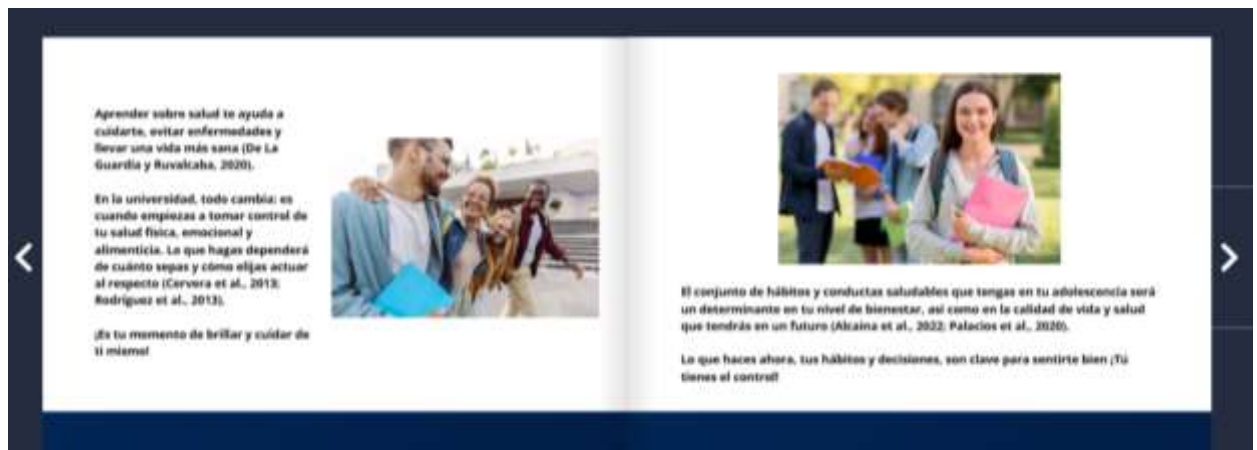 Aprender sobre salud te ayuda a
cuidarte, evitar enfermedades y
llevar una vida más sana (De La
Guardia y Ruvalcaba, 2020).
En la universidad, todo cambia: es
cuando empiezas a tomar control de
tu salud física, emocional y
alimenticia. Lo que hagas dependerá
de cuánto sepas y cómo elijas actuar
al respecto (Cervera et al., 2013;
Rodríguez et al., 2013).
¡Es tu momento de brillar y cuidar de
ti mismo!
El conjunto de hábitos y conductas saludables que tengas en tu adolescencia será
un determinante en tu nivel de bienestar, así como en la calidad de vida y salud
que tendrás en un futuro (Alcaina et al., 2022; Palacios et al., 2020).
Lo que haces ahora, tus hábitos y decisiones, son clave para sentirte bien ¡Tú
tienes el control!